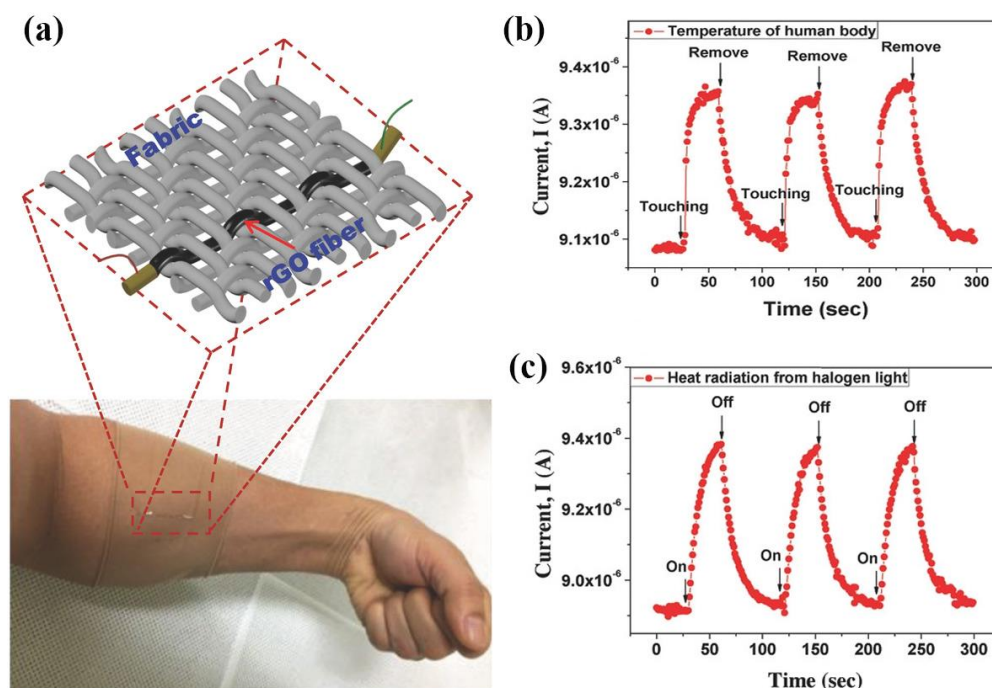 (a)
Fabric
rGO fiber
(b)
Temperature of human body
Remove
Remove
Remove
Touching
Touching
Touching
9.4x10⁻⁶
9.3x10⁻⁶
9.2x10⁻⁶
9.1x10⁻⁶
Current, I (A)
0 50 100 150 200 250 300
Time (sec)
(c)
Heat radiation from halogen light
Off
Off
Off
On
On
On
9.6x10⁻⁶
9.4x10⁻⁶
9.2x10⁻⁶
9.0x10⁻⁶
Current, I (A)
0 50 100 150 200 250 300
Time (sec)